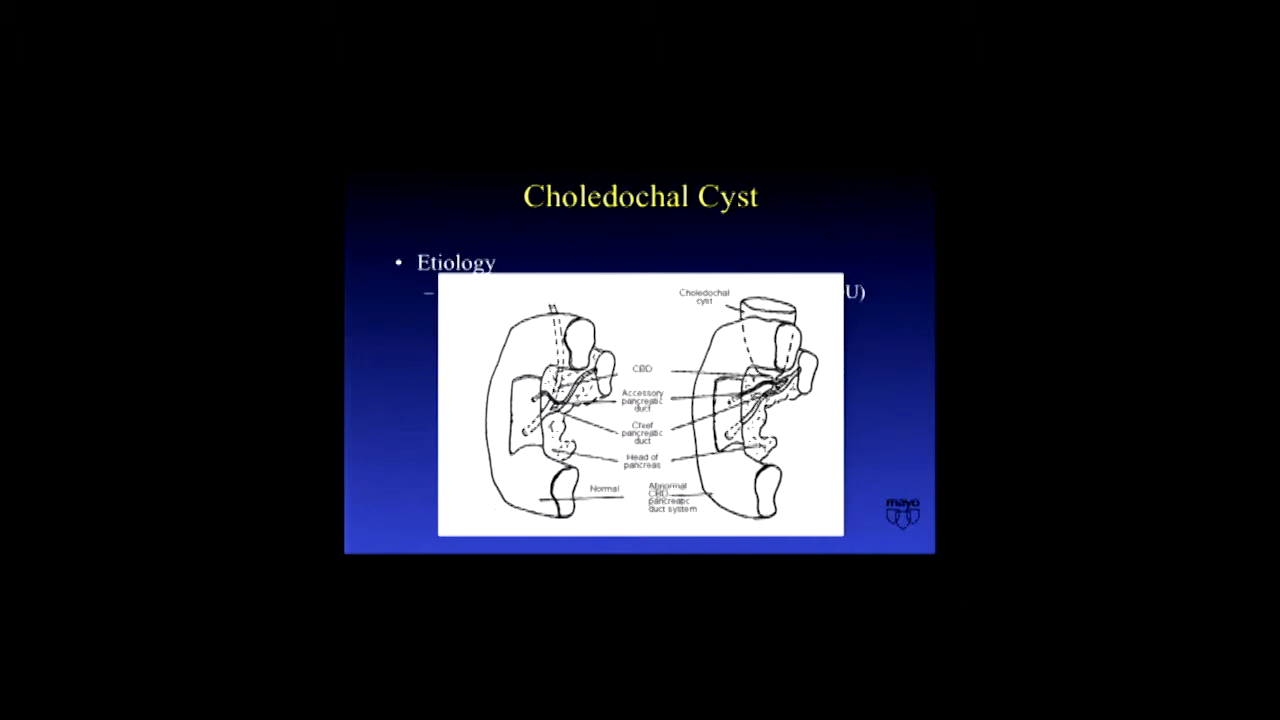 Choledochal Cyst
• Etiology
– U)
Choledochal
cyst
CBD
Accessory
pancreatic
duct
Chief
pancreatic
duct
Head of
pancreas
Normal
Abnormal
CBD
pancreatic
duct system
mayo